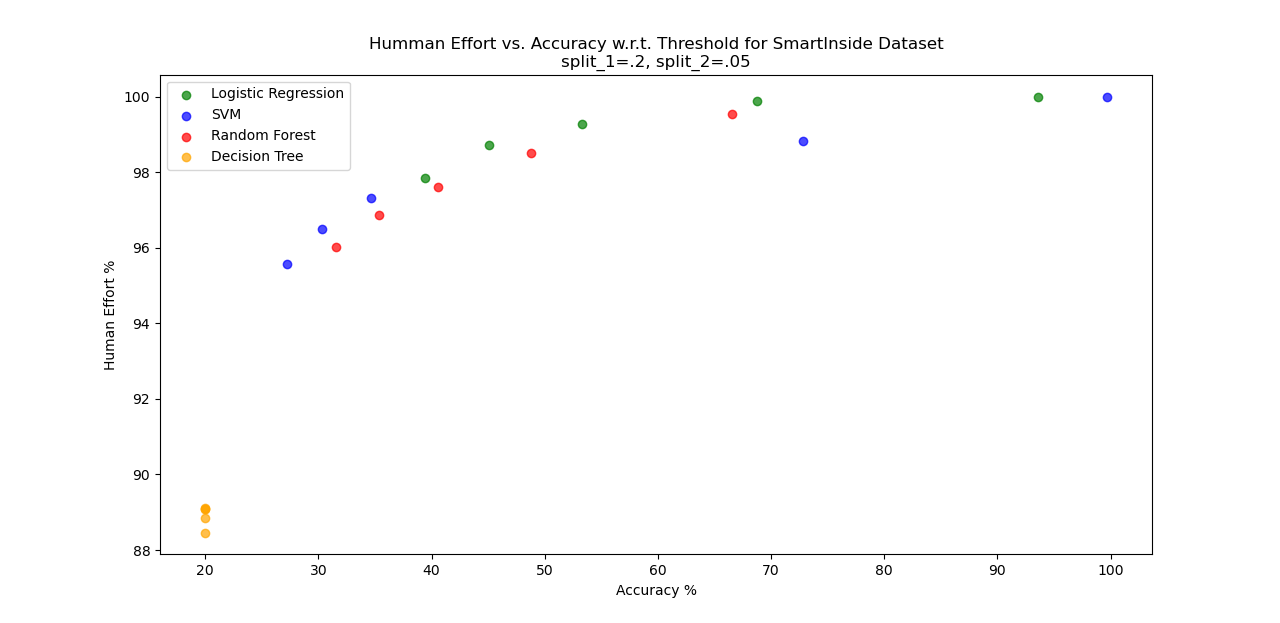 Humman Effort vs. Accuracy w.r.t. Threshold for SmartInside Dataset
split_1=.2, split_2=.05
Logistic Regression
SVM
Random Forest
Decision Tree
Human Effort %
100
98
96
94
92
90
88
20 30 40 50 60 70 80 90 100
Accuracy %